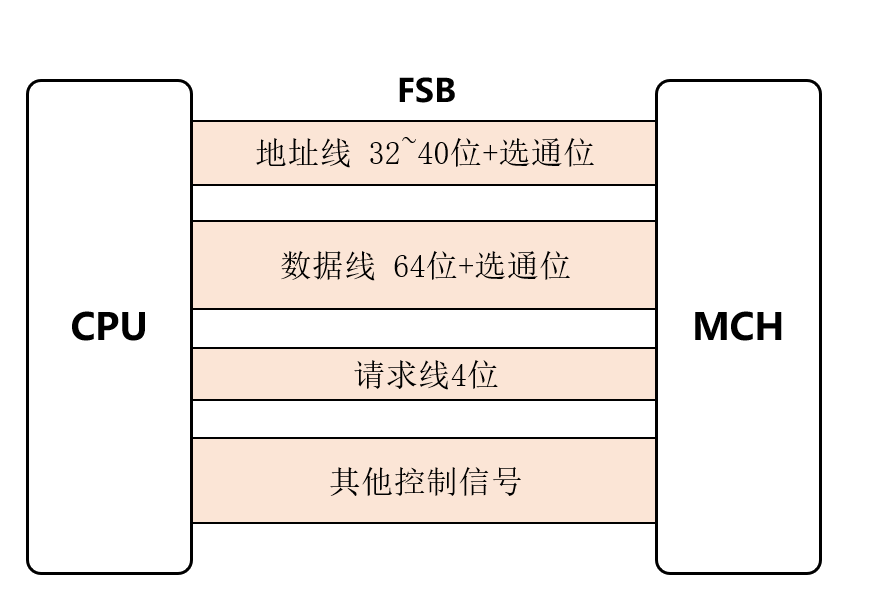 FSB
地址线 32~40位+选通位
数据线 64位+选通位
CPU
MCH
请求线4位
其他控制信号